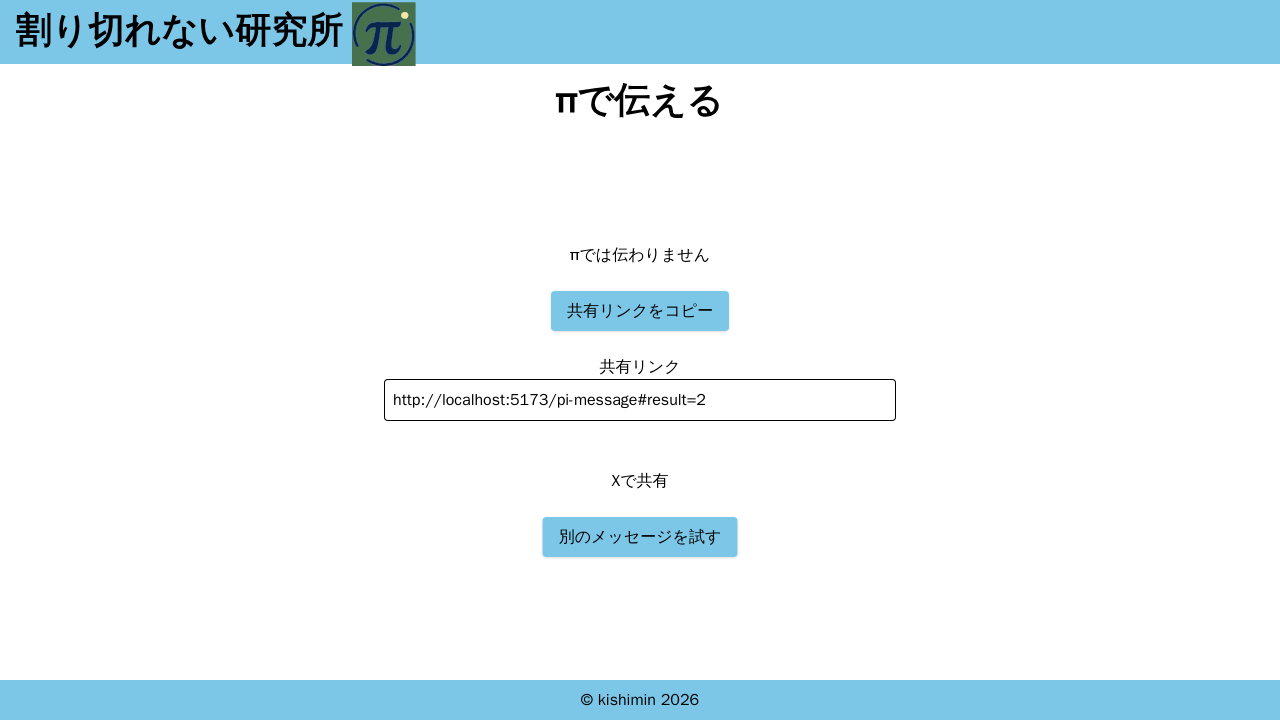 割り切れない研究所 π
πで伝える
πでは伝わりません
共有リンクをコピー
共有リンク
http://localhost:5173/pi-message#result=2
Xで共有
別のメッセージを試す
© kishimin 2026